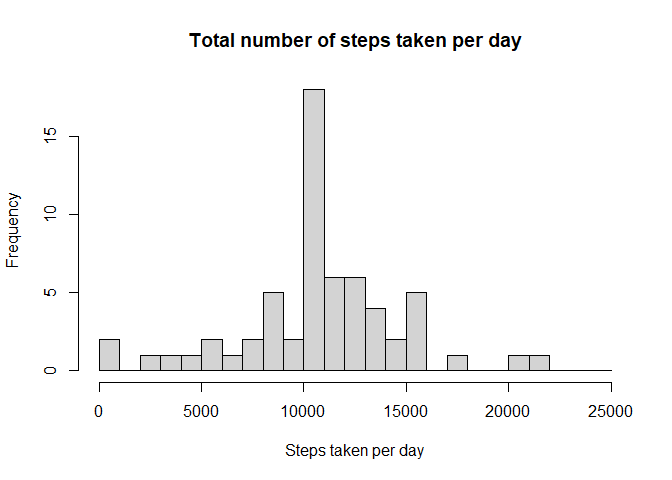 Total number of steps taken per day
Frequency
15
10
5
0
0 5000 10000 15000 20000 25000
Steps taken per day